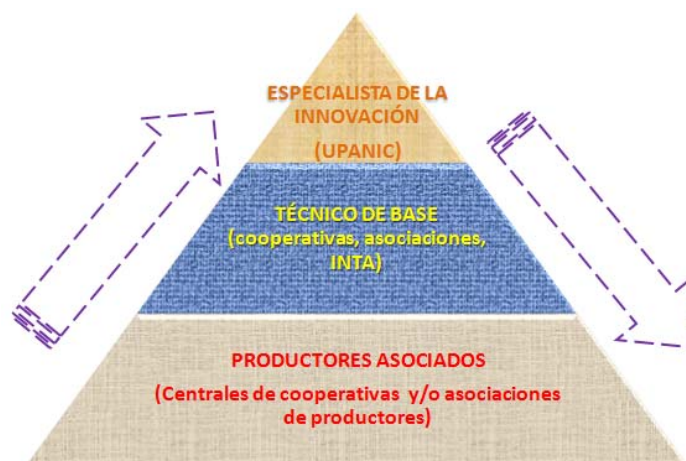 ESPECIALISTA DE LA
INNOVACIÓN
(UPANIC)
TÉCNICO DE BASE
(cooperativas, asociaciones,
INTA)
PRODUCTORES ASOCIADOS
(Centrales de cooperativas y/o asociaciones
de productores)